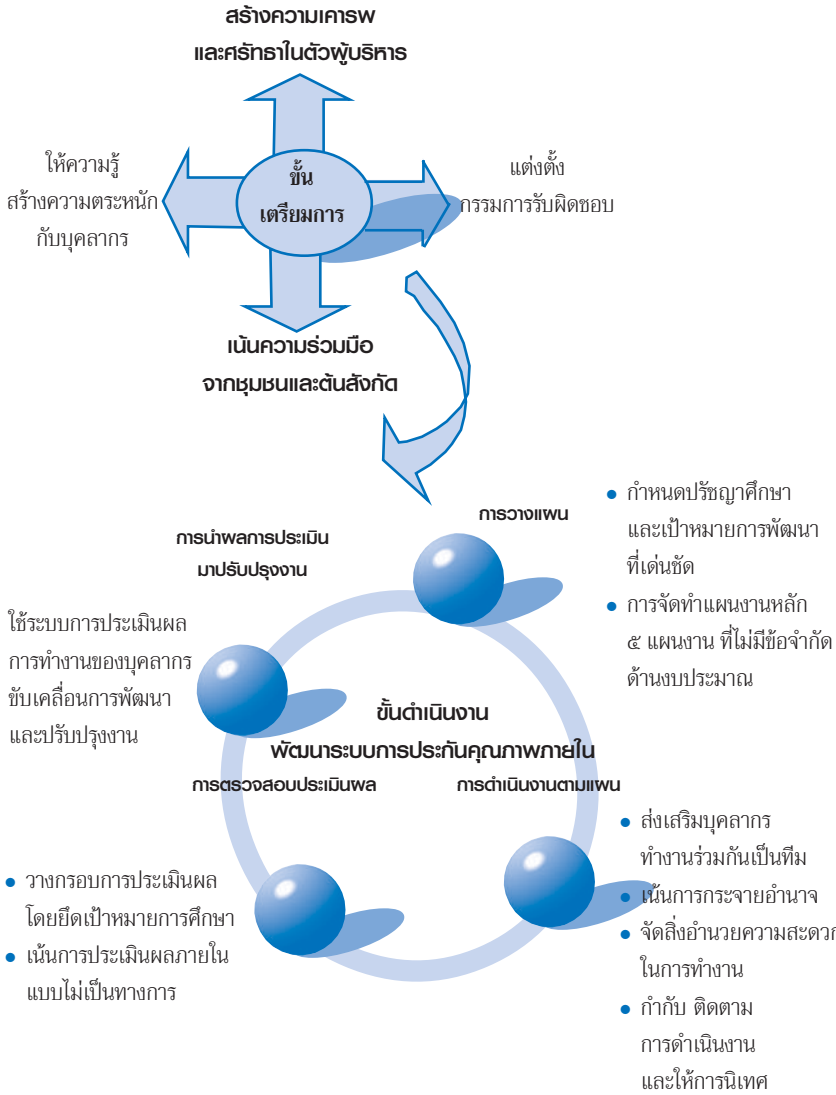 สร้างความเคารพ
และศรัทธาในตัวผู้บริหาร
ให้ความรู้
สร้างความตระหนัก
กับบุคลากร
ขั้น
เตรียมการ
แต่งตั้ง
กรรมการรับผิดชอบ
เน้นความร่วมมือ
จากชุมชนและต้นสังกัด
การวางแผน
• กำหนดปรัชญาศึกษา
และเป้าหมายการพัฒนา
ที่เด่นชัด
• การจัดทำแผนงานหลัก
๕ แผนงาน ที่ไม่มีข้อจำกัด
ด้านงบประมาณ
การนำผลการประเมิน
มาปรับปรุงงาน
ใช้ระบบการประเมินผล
การทำงานของบุคลากร
ขับเคลื่อนการพัฒนา
และปรับปรุงงาน
ขั้นดำเนินงาน
พัฒนาระบบการประกันคุณภาพภายใน
การตรวจสอบประเมินผล
การดำเนินงานตามแผน
• ส่งเสริมบุคลากร
ทำงานร่วมกันเป็นทีม
• เน้นการกระจายอำนาจ
• จัดสิ่งอำนวยความสะดวก
ในการทำงาน
• กำกับ ติดตาม
การดำเนินงาน
และให้การนิเทศ
• วางกรอบการประเมินผล
โดยยึดเป้าหมายการศึกษา
• เน้นการประเมินผลภายใน
แบบไม่เป็นทางการ